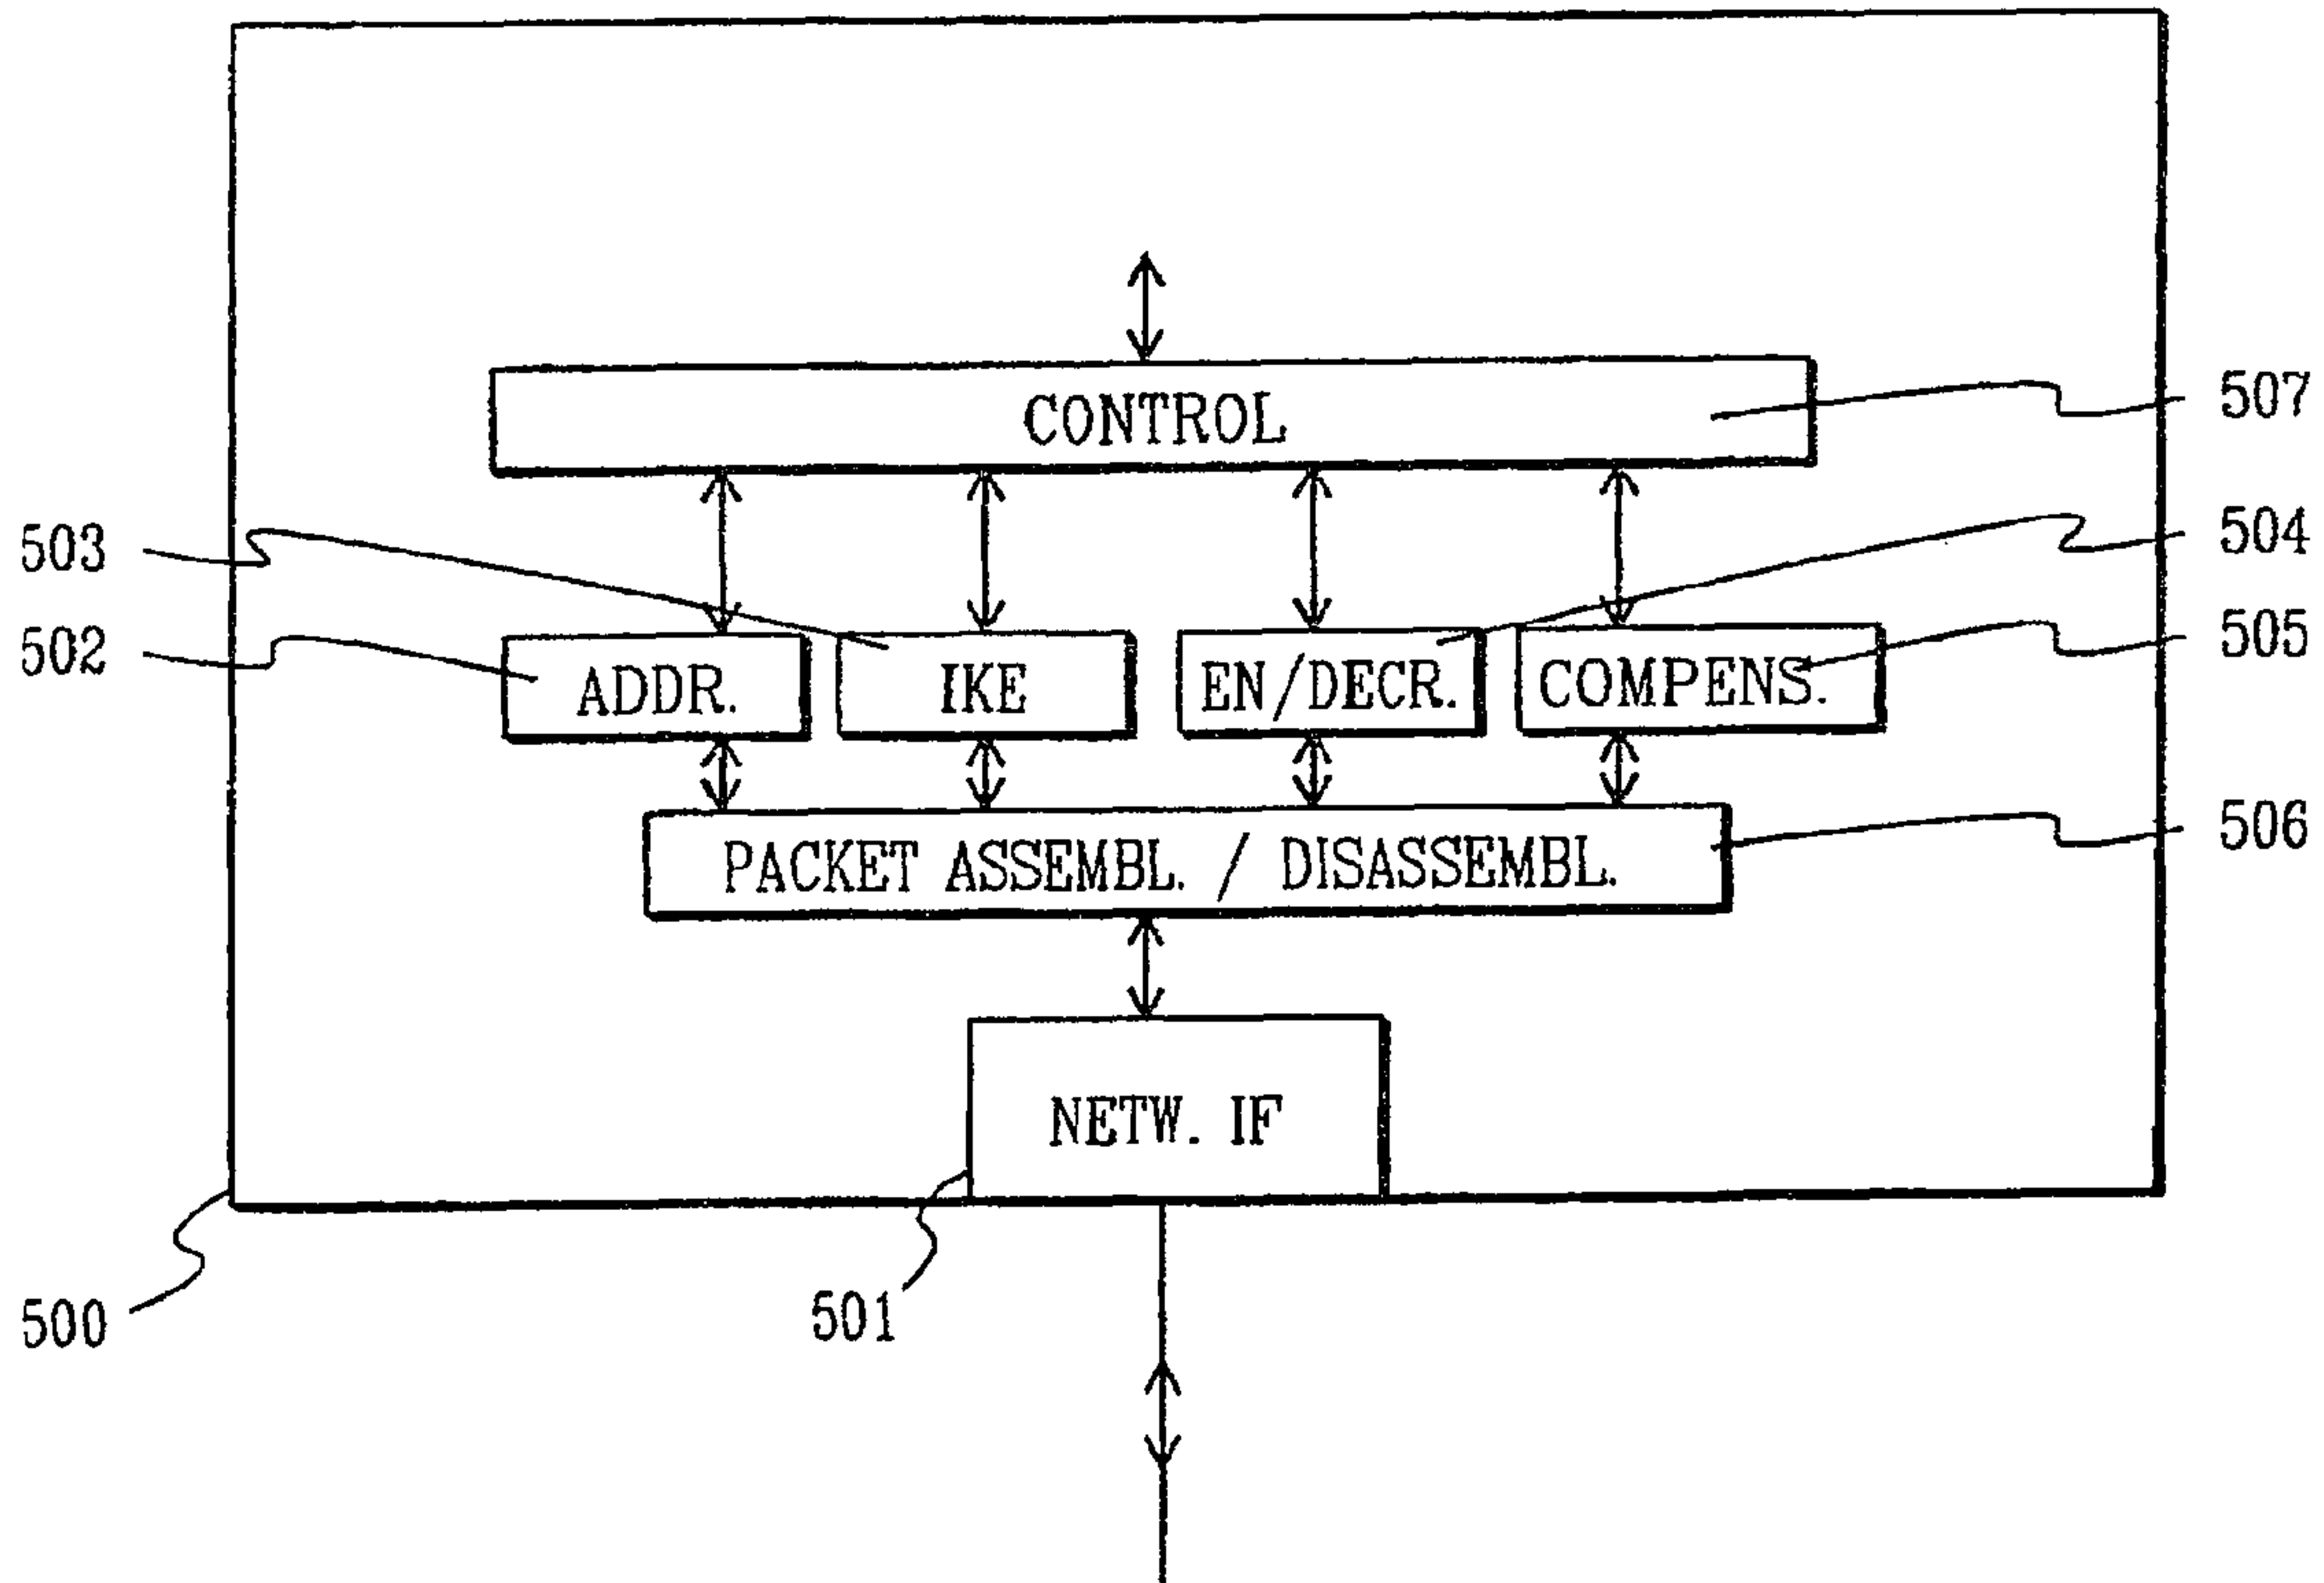 CONTROL
507
503
504
502
ADDR.
IKE
EN/DECR.
COMPENS.
505
PACKET ASSEMBL. / DISASSEMBL.
506
NETW. IF
500
501